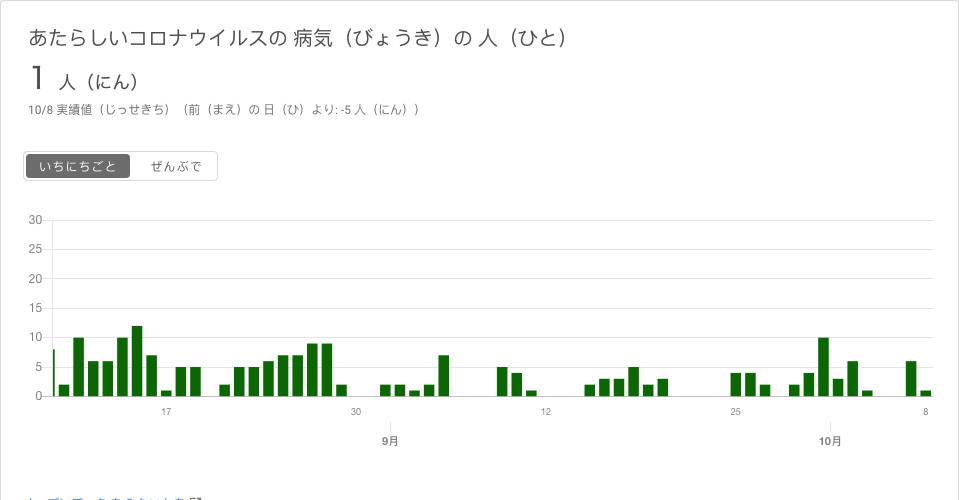 あたらしいコロナウイルスの 病気（びょうき）の 人（ひと）
1 人（にん）
10/8 実績値（じっせきち）（前（まえ）の 日（ひ）より: -5 人（にん））
いちにちごと ぜんぶで
30
25
20
15
10
5
0
17 30 12 25 8
9月 10月